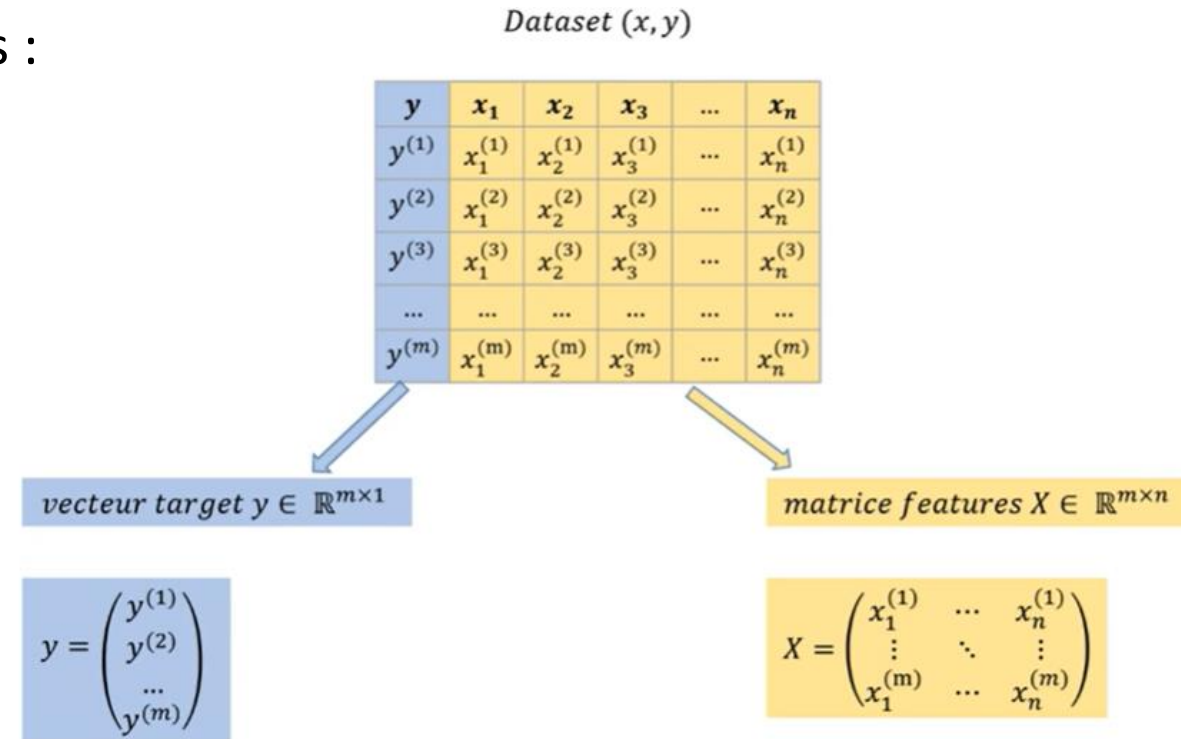 s :
Dataset (x, y)
y x₁ x₂ x₃ ... xₙ
y⁽¹⁾ x₁⁽¹⁾ x₂⁽¹⁾ x₃⁽¹⁾ ... xₙ⁽¹⁾
y⁽²⁾ x₁⁽²⁾ x₂⁽²⁾ x₃⁽²⁾ ... xₙ⁽²⁾
y⁽³⁾ x₁⁽³⁾ x₂⁽³⁾ x₃⁽³⁾ ... xₙ⁽³⁾
... ... ... ... ... ...
y⁽ᵐ⁾ x₁⁽ᵐ⁾ x₂⁽ᵐ⁾ x₃⁽ᵐ⁾ ... xₙ⁽ᵐ⁾
vecteur target y ∈ ℝᵐˣ¹
matrice features X ∈ ℝᵐˣⁿ
y = ( y⁽¹⁾
y⁽²⁾
...
y⁽ᵐ⁾ )
X = ( x₁⁽¹⁾ ⋯ xₙ⁽¹⁾
⋮ ⋱ ⋮
x₁⁽ᵐ⁾ ⋯ xₙ⁽ᵐ⁾ )